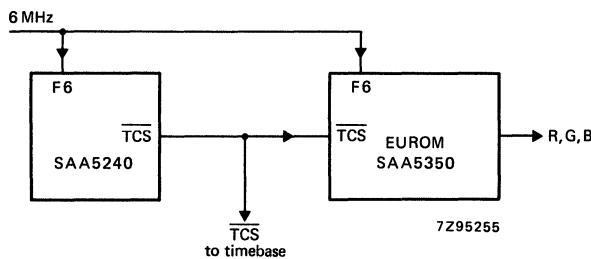 6 MHz
F6
F6
TCS
TCS
SAA5240
EUROM
SAA5350
R,G,B
TCS
to timebase
7Z95255